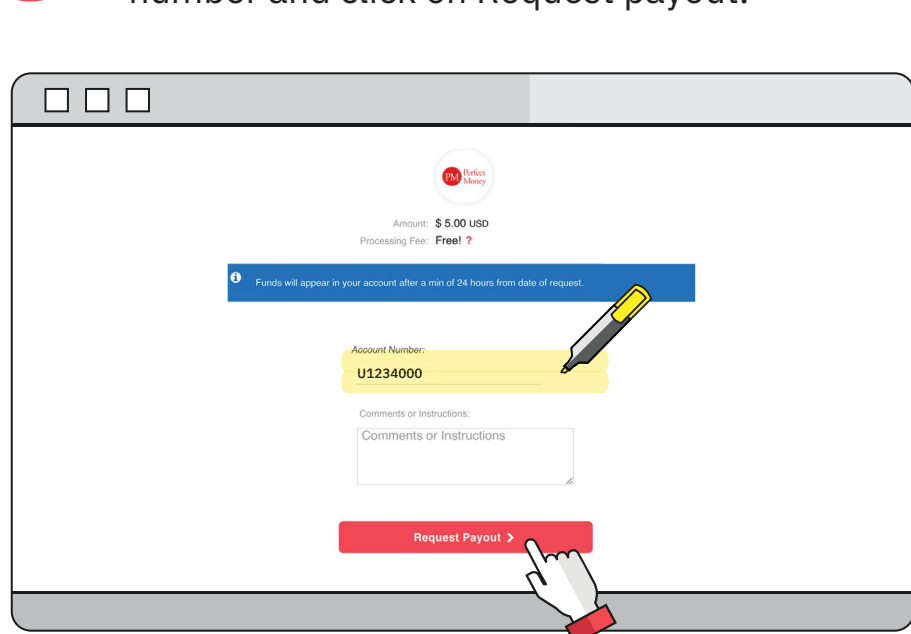 number and click on Request payout.
PM Perfect
Money
Amount: $ 5.00 USD
Processing Fee: Free! ?
Funds will appear in your account after a min of 24 hours from date of request.
Account Number:
U1234000
Comments or Instructions:
Comments or Instructions
Request Payout